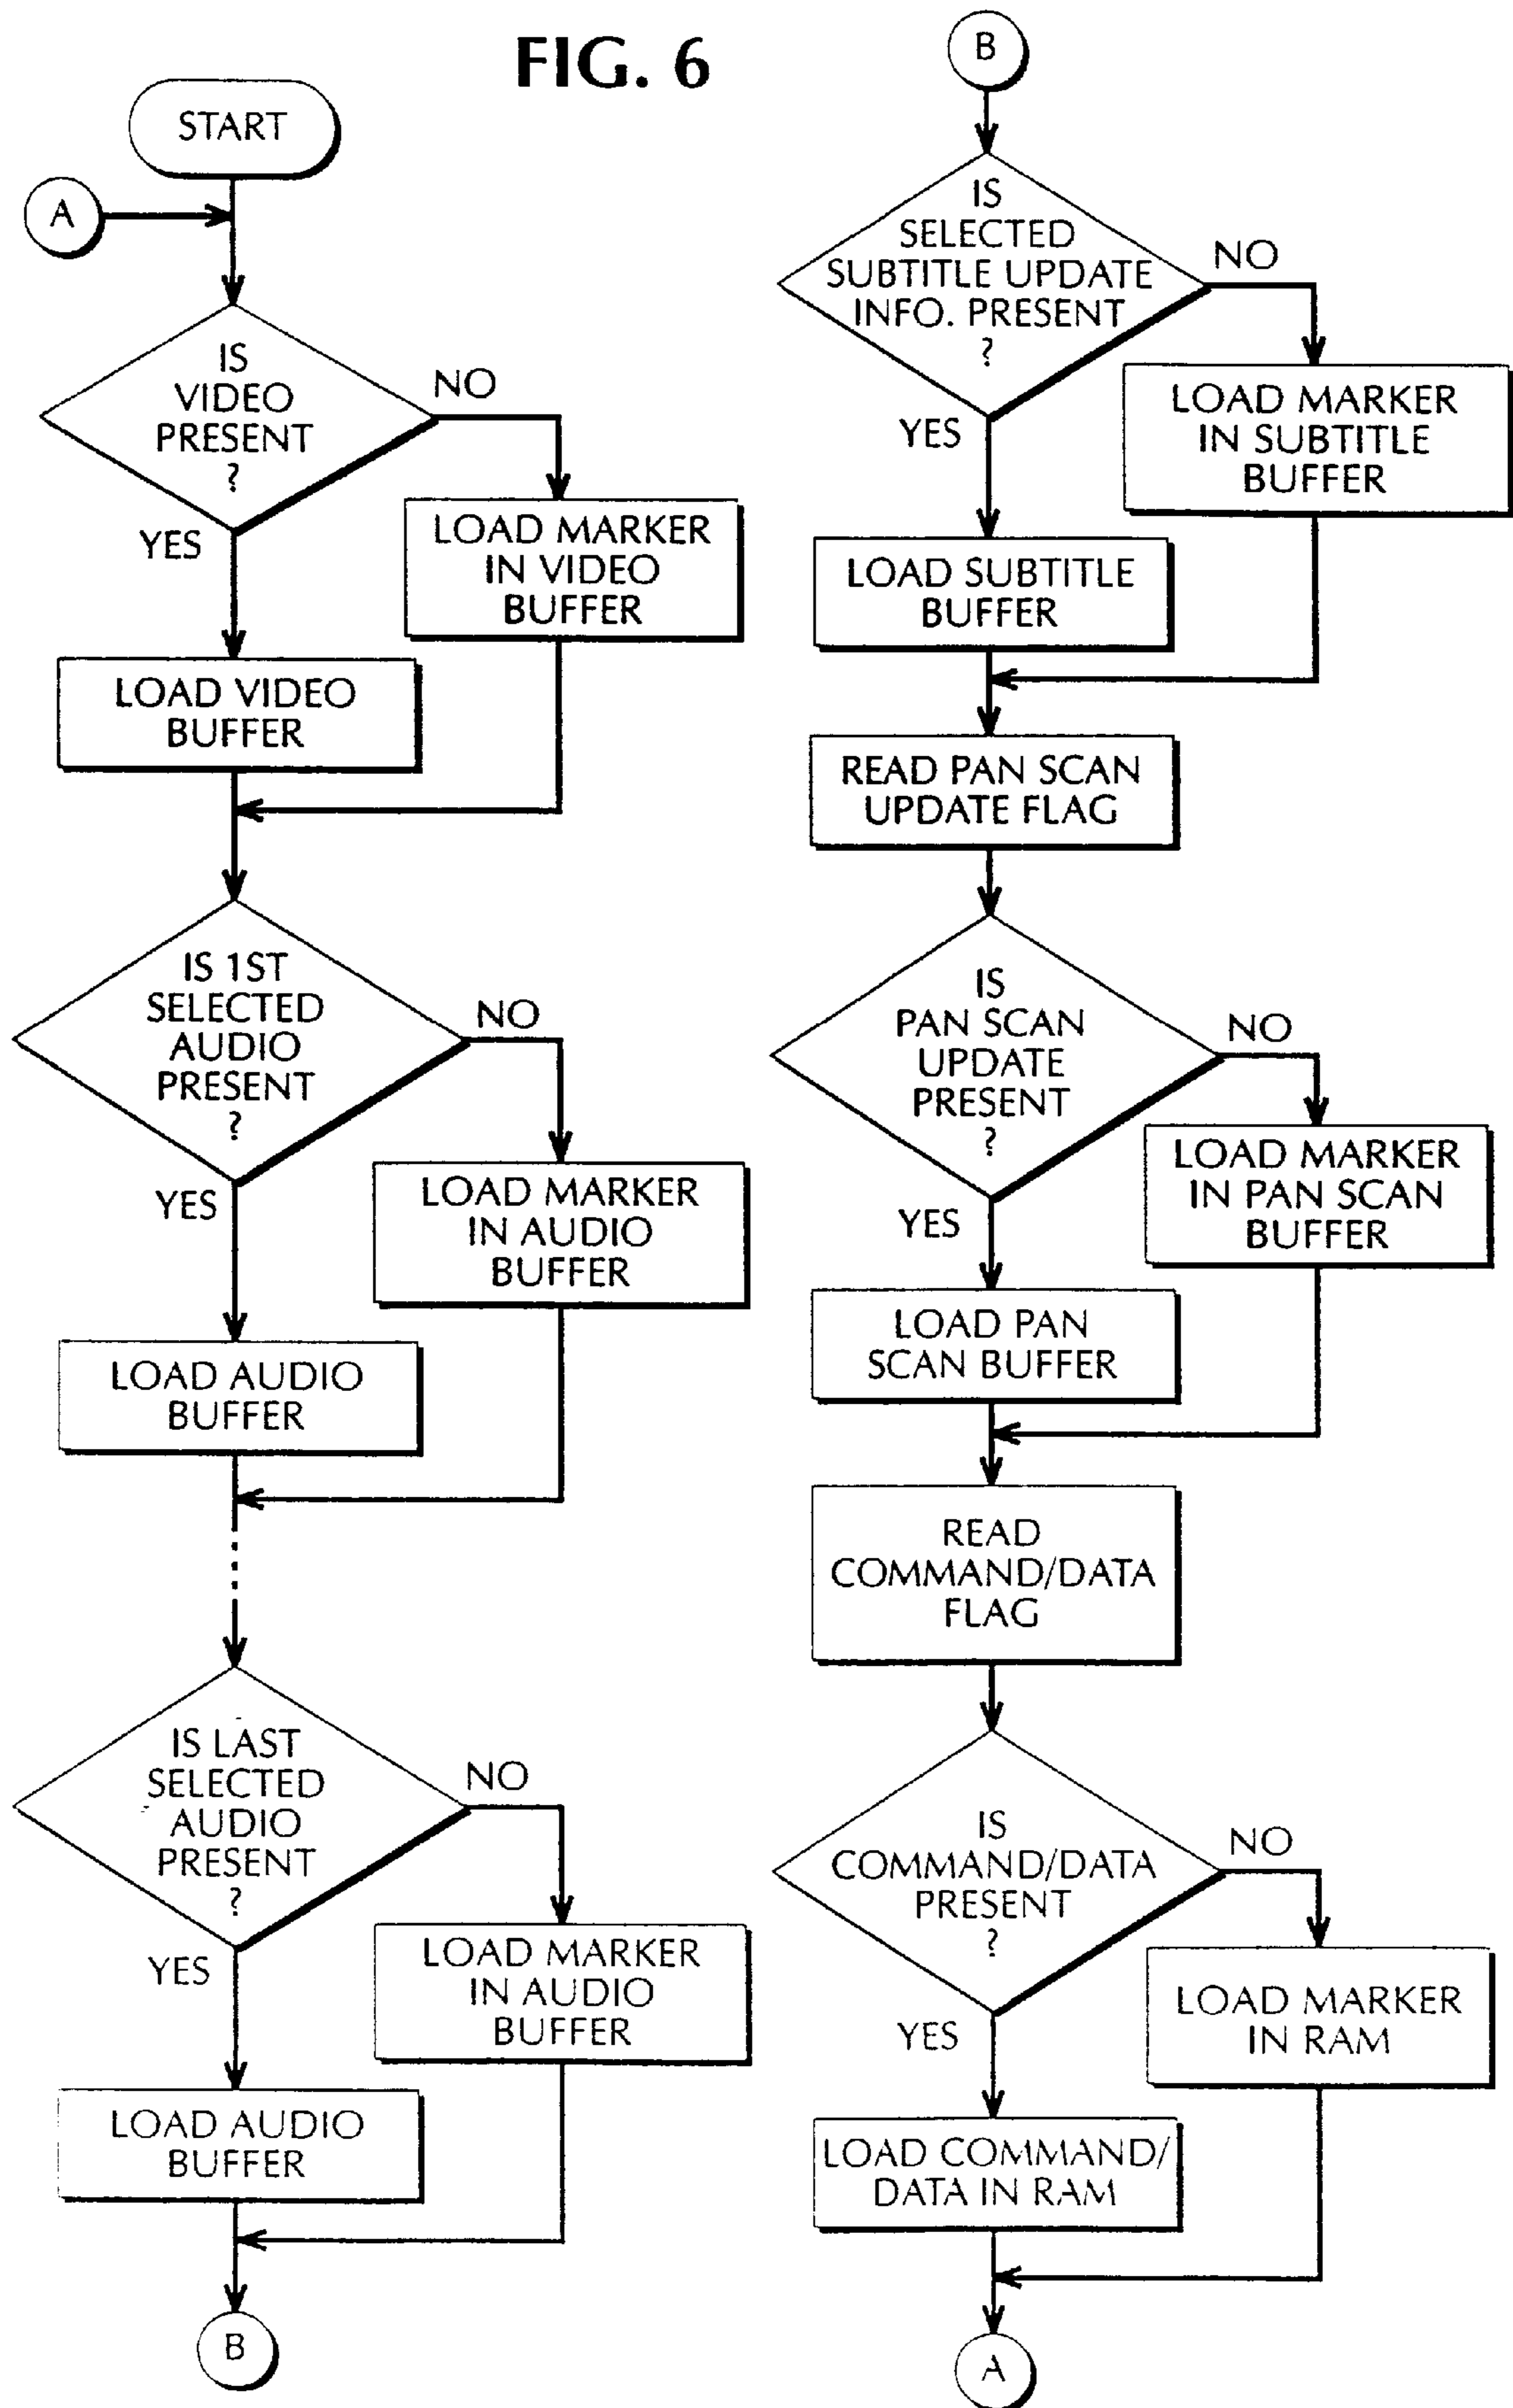 FIG. 6
START
A
IS
VIDEO
PRESENT
?
NO
YES
LOAD MARKER
IN VIDEO
BUFFER
LOAD VIDEO
BUFFER
IS 1ST
SELECTED
AUDIO
PRESENT
?
NO
YES
LOAD MARKER
IN AUDIO
BUFFER
LOAD AUDIO
BUFFER
IS LAST
SELECTED
AUDIO
PRESENT
?
NO
YES
LOAD MARKER
IN AUDIO
BUFFER
LOAD AUDIO
BUFFER
B
B
IS
SELECTED
SUBTITLE UPDATE
INFO. PRESENT
?
NO
YES
LOAD MARKER
IN SUBTITLE
BUFFER
LOAD SUBTITLE
BUFFER
READ PAN SCAN
UPDATE FLAG
IS
PAN SCAN
UPDATE
PRESENT
?
NO
YES
LOAD MARKER
IN PAN SCAN
BUFFER
LOAD PAN
SCAN BUFFER
READ
COMMAND/DATA
FLAG
IS
COMMAND/DATA
PRESENT
?
NO
YES
LOAD MARKER
IN RAM
LOAD COMMAND/
DATA IN RAM
A